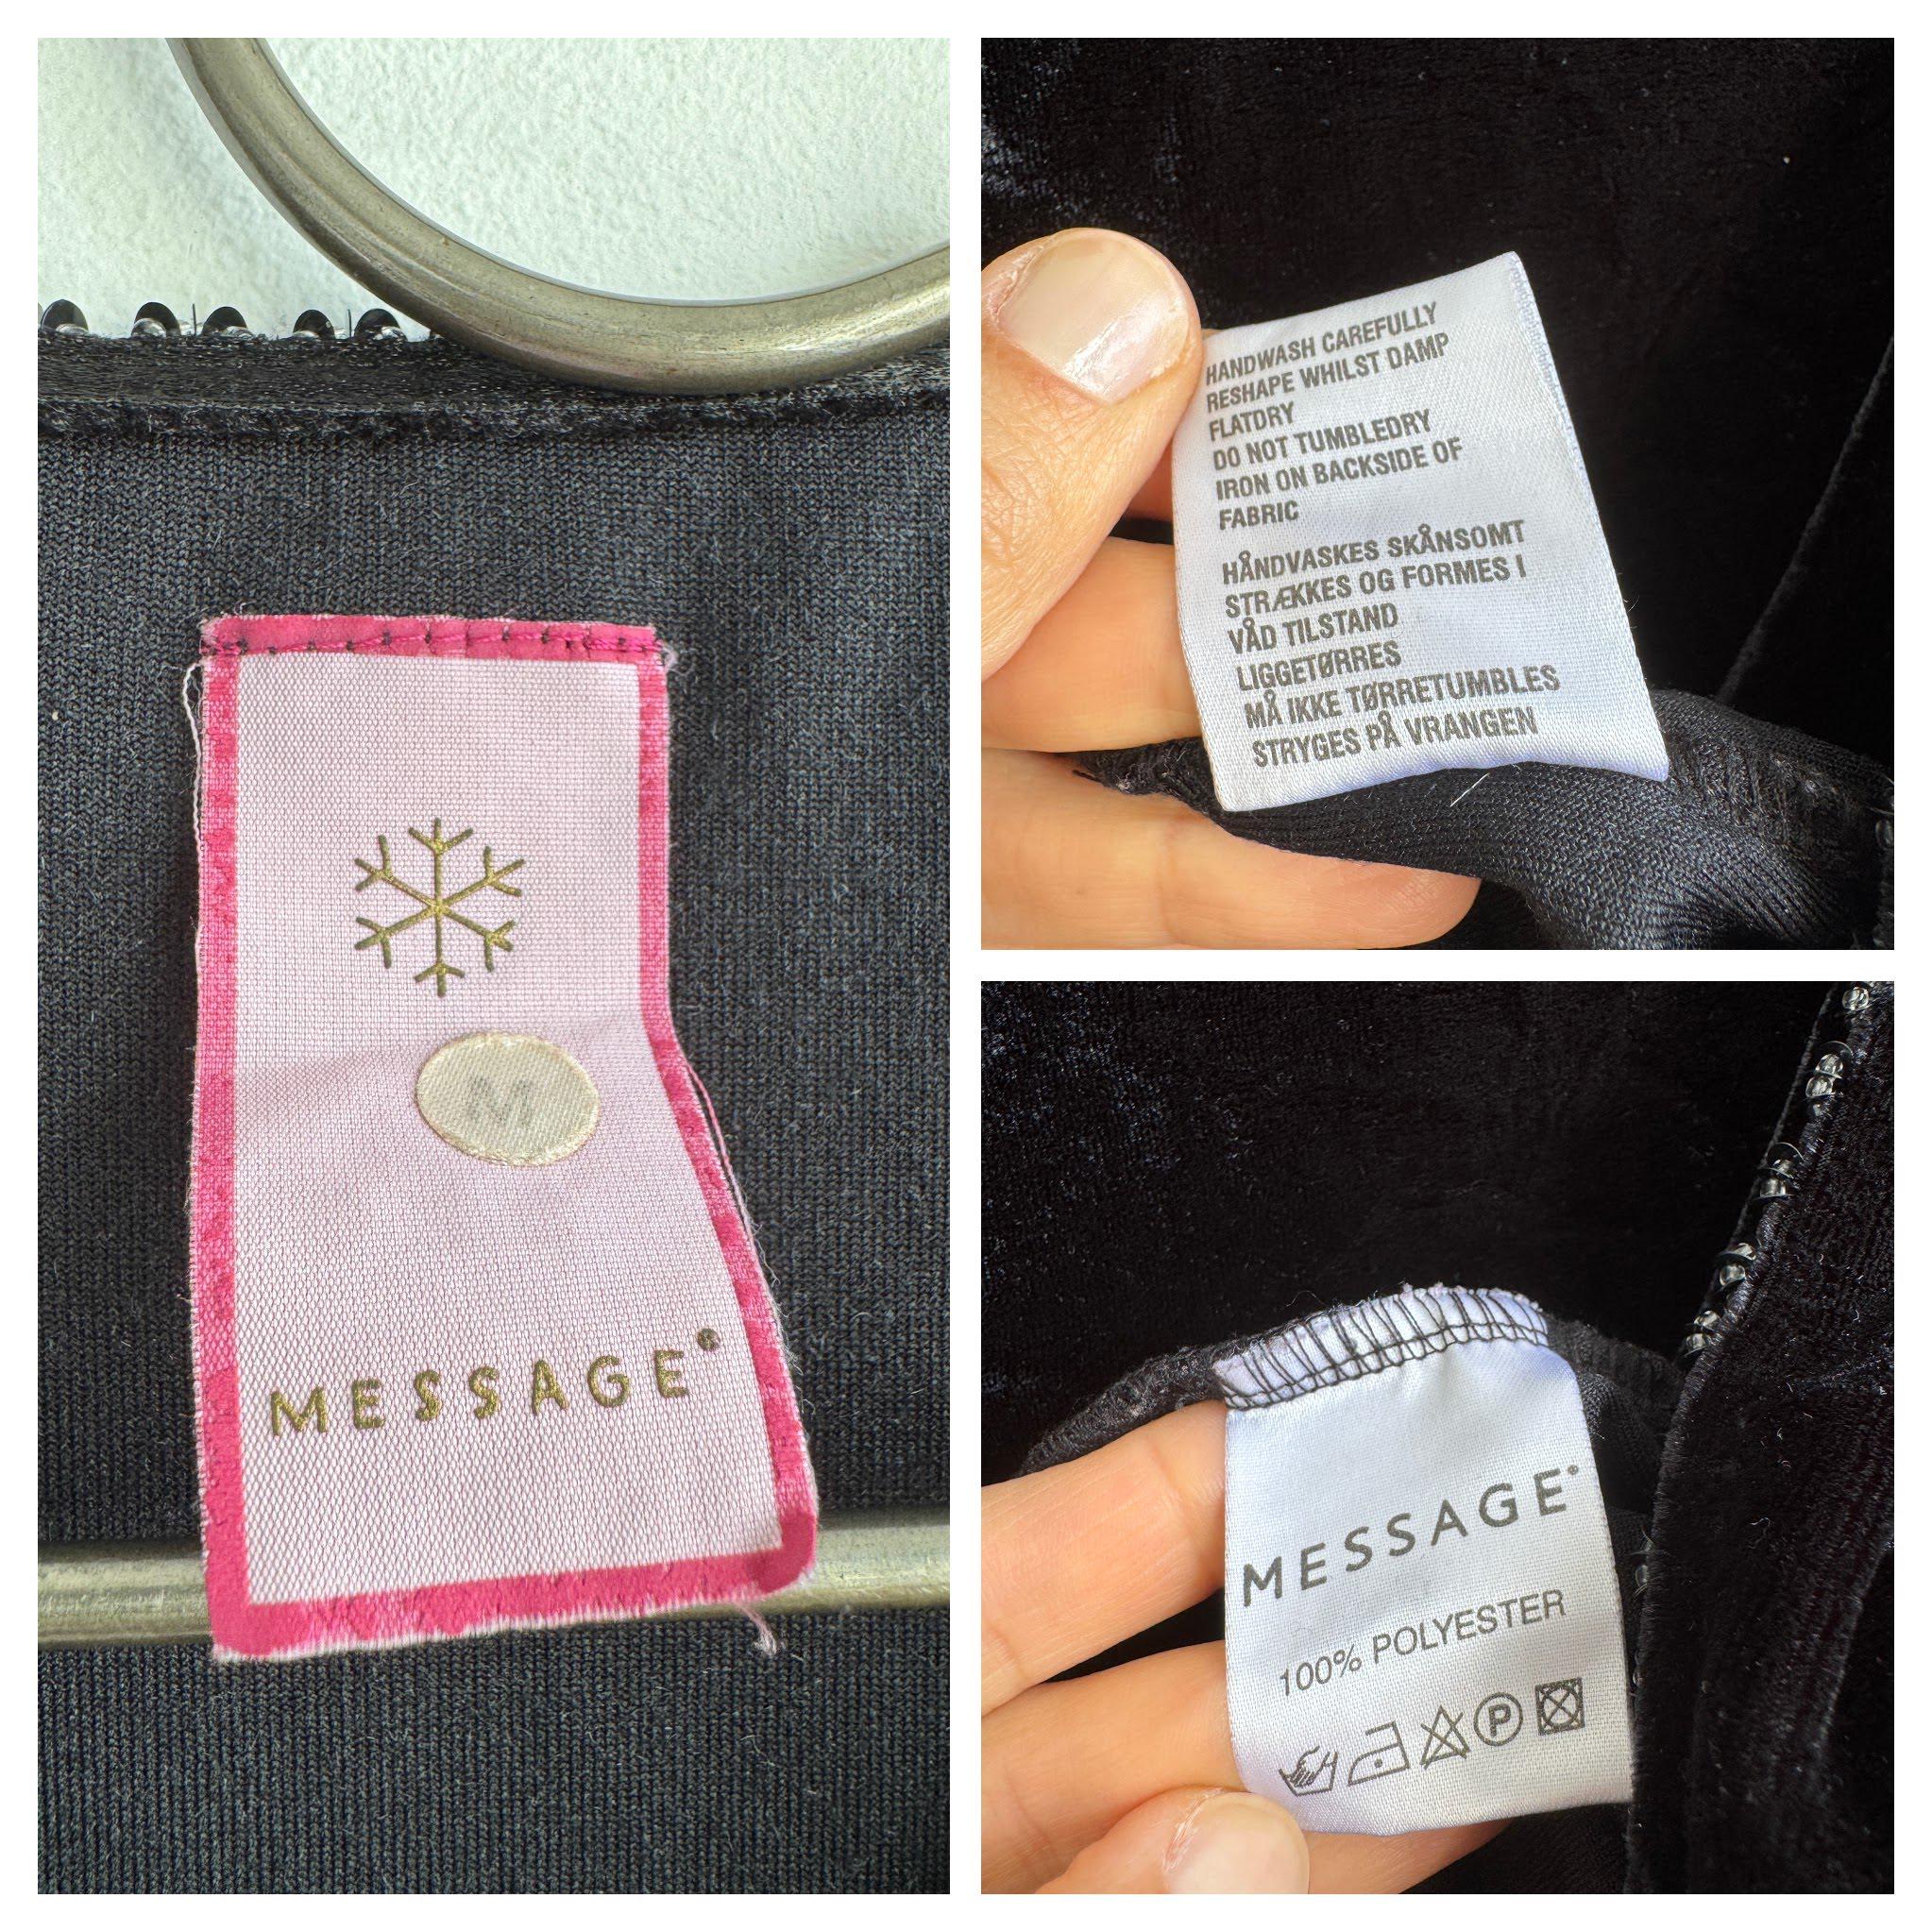 M
MESSAGE®
HANDWASH CAREFULLY
RESHAPE WHILST DAMP
FLATDRY
DO NOT TUMBLEDRY
IRON ON BACKSIDE OF
FABRIC
HÅNDVASKES SKÅNSOMT
STRÆKKES OG FORMES I
VÅD TILSTAND
LIGGETØRRES
MÅ IKKE TØRRETUMBLES
STRYGES PÅ VRANGEN
MESSAGE®
100% POLYESTER
P